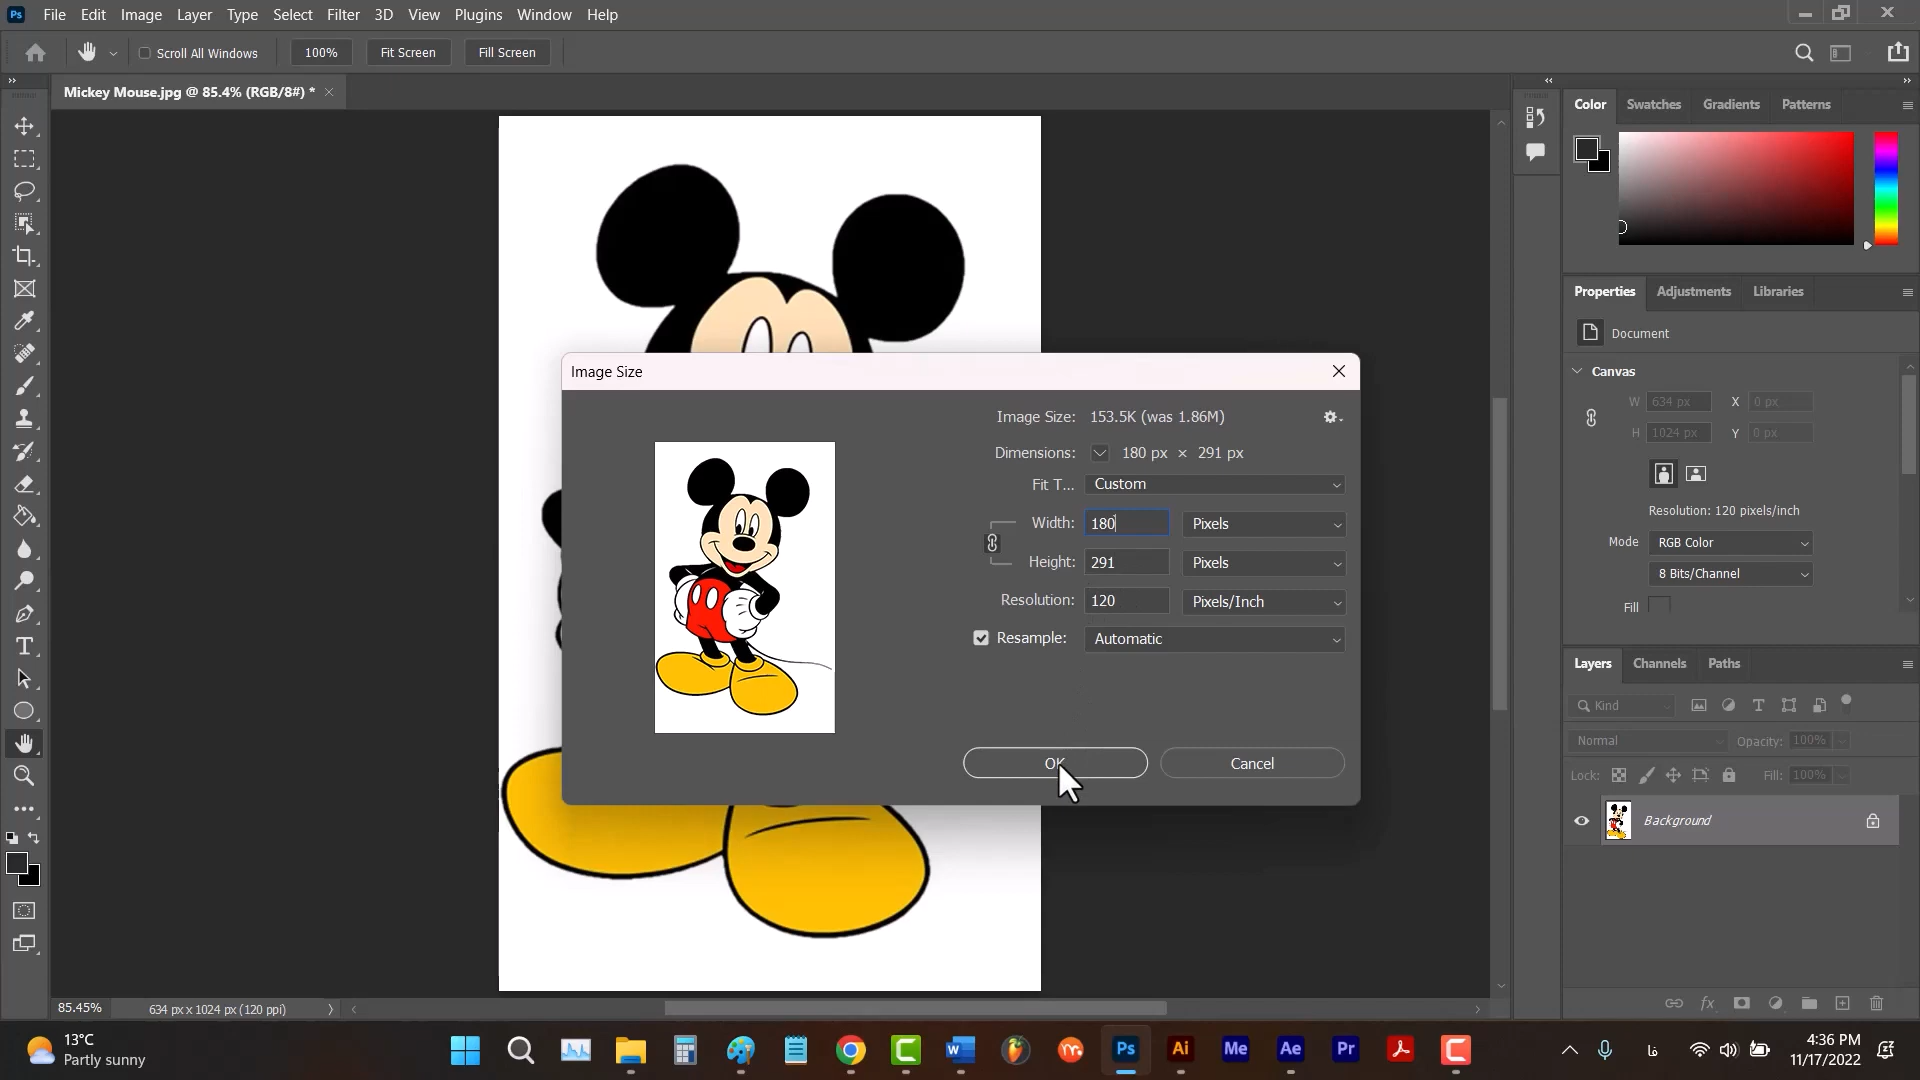 Ps File Edit Image Layer Type Select Filter 3D View Plugins Window Help
Scroll All Windows 100% Fit Screen Fill Screen
Mickey Mouse.jpg @ 85.4% (RGB/8#) *
Color Swatches Gradients Patterns
Properties Adjustments Libraries
Document
Canvas
W 634 px X 0 px
H 1024 px Y 0 px
Resolution: 120 pixels/inch
Mode RGB Color
8 Bits/Channel
Fill
Image Size
Image Size: 153.5K (was 1.86M)
Dimensions: 180 px × 291 px
Fit T... Custom
Width: 180 Pixels
Height: 291 Pixels
Resolution: 120 Pixels/Inch
Resample: Automatic
OK Cancel
Layers Channels Paths
Kind
Normal Opacity: 100%
Lock: Fill: 100%
Background
fx
85.45% 634 px x 1024 px (120 ppi)
13°C
Partly sunny
W Ps Ai Me Ae Pr
فا
4:36 PM
11/17/2022